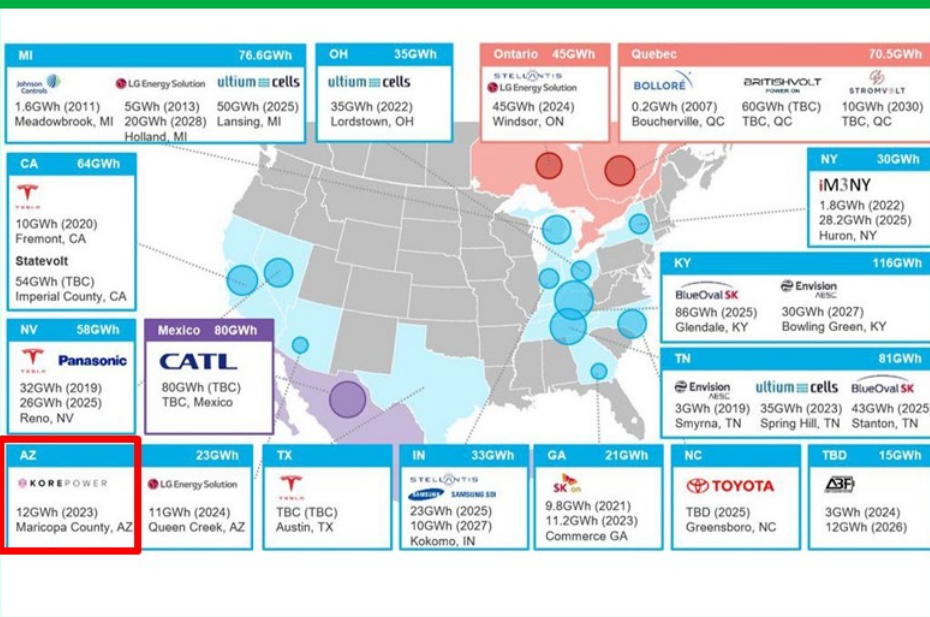 MI 76.6GWh
Johnson Controls
LG Energy Solution
ultium cells
1.6GWh (2011)
Meadowbrook, MI
5GWh (2013)
20GWh (2028)
Holland, MI
50GWh (2025)
Lansing, MI
OH 35GWh
ultium cells
35GWh (2022)
Lordstown, OH
Ontario 45GWh
STELLANTIS
LG Energy Solution
45GWh (2024)
Windsor, ON
Quebec 70.5GWh
BOLLORÉ
BRITISHVOLT
POWER ON
STROMVOLT
0.2GWh (2007)
Boucherville, QC
60GWh (TBC)
TBC, QC
10GWh (2030)
TBC, QC
CA 64GWh
TESLA
10GWh (2020)
Fremont, CA
Statevolt
54GWh (TBC)
Imperial County, CA
NY 30GWh
iM3NY
1.8GWh (2022)
28.2GWh (2025)
Huron, NY
KY 116GWh
BlueOval SK
Envision
AESC
86GWh (2025)
Glendale, KY
30GWh (2027)
Bowling Green, KY
NV 58GWh
TESLA
Panasonic
32GWh (2019)
26GWh (2025)
Reno, NV
Mexico 80GWh
CATL
80GWh (TBC)
TBC, Mexico
TN 81GWh
Envision
AESC
ultium cells
BlueOval SK
3GWh (2019)
Smyrna, TN
35GWh (2023)
Spring Hill, TN
43GWh (2025
Stanton, TN
AZ 23GWh
KOREPOWER
LG Energy Solution
12GWh (2023)
Maricopa County, AZ
11GWh (2024)
Queen Creek, AZ
TX
TESLA
TBC (TBC)
Austin, TX
IN 33GWh
STELLANTIS
SAMSUNG
SAMSUNG SDI
23GWh (2025)
10GWh (2027)
Kokomo, IN
GA 21GWh
SK on
9.8GWh (2021)
11.2GWh (2023)
Commerce GA
NC
TOYOTA
TBD (2025)
Greensboro, NC
TBD 15GWh
ABF
3GWh (2024)
12GWh (2026)